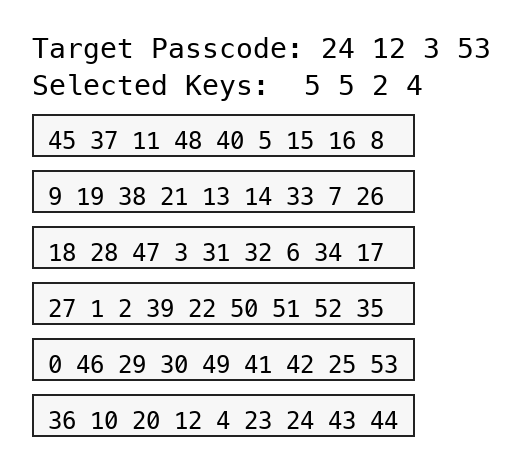 Target Passcode: 24 12 3 53
Selected Keys: 5 5 2 4
45 37 11 48 40 5 15 16 8
9 19 38 21 13 14 33 7 26
18 28 47 3 31 32 6 34 17
27 1 2 39 22 50 51 52 35
0 46 29 30 49 41 42 25 53
36 10 20 12 4 23 24 43 44